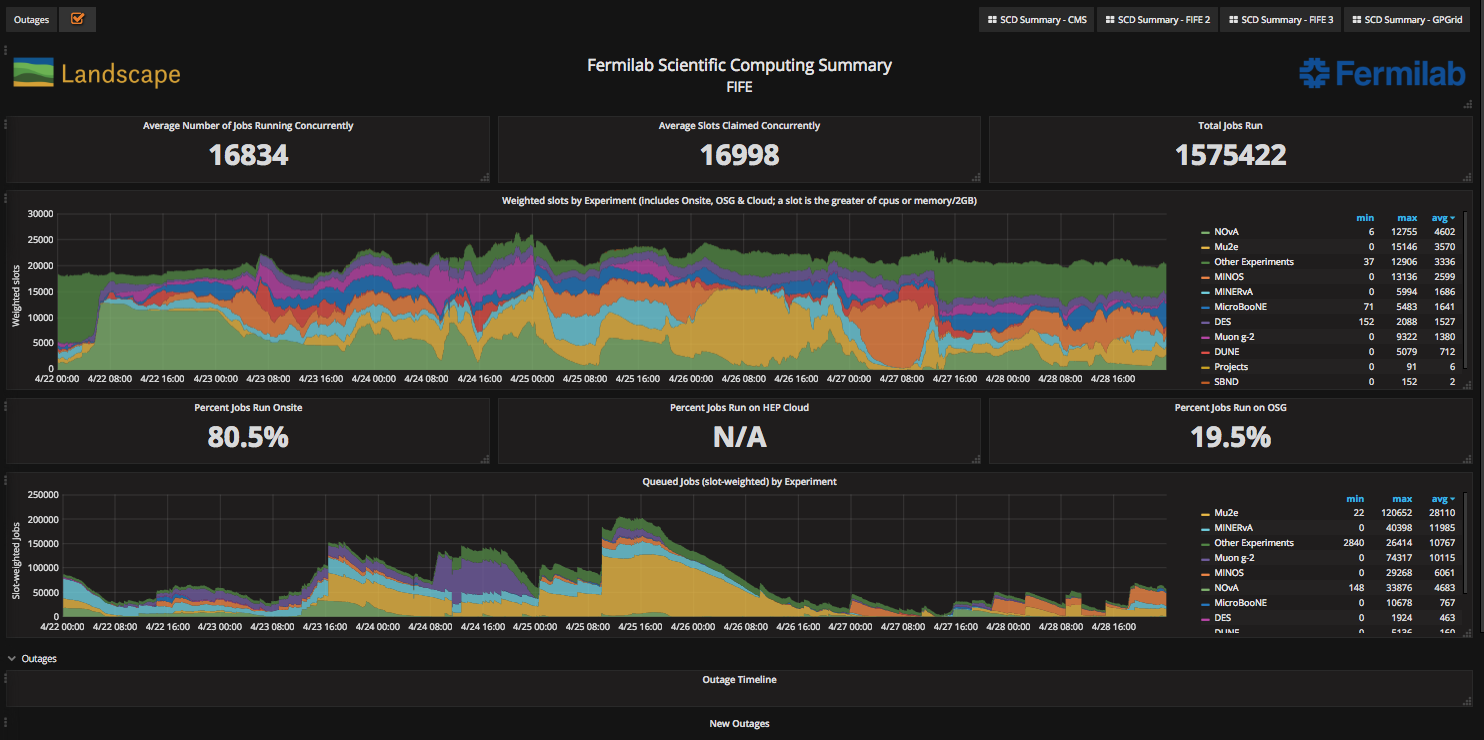 Outages
SCD Summary - CMS
SCD Summary - FIFE 2
SCD Summary - FIFE 3
SCD Summary - GPGrid
Landscape
Fermilab Scientific Computing Summary
FIFE
Fermilab
Average Number of Jobs Running Concurrently
16834
Average Slots Claimed Concurrently
16998
Total Jobs Run
1575422
Weighted slots by Experiment (includes Onsite, OSG & Cloud; a slot is the greater of cpus or memory/2GB)
Weighted slots
30000
25000
20000
15000
10000
5000
0
4/22 00:00 4/22 08:00 4/22 16:00 4/23 00:00 4/23 08:00 4/23 16:00 4/24 00:00 4/24 08:00 4/24 16:00 4/25 00:00 4/25 08:00 4/25 16:00 4/26 00:00 4/26 08:00 4/26 16:00 4/27 00:00 4/27 08:00 4/27 16:00 4/28 00:00 4/28 08:00 4/28 16:00
min max avg
NOvA 6 12755 4602
Mu2e 0 15146 3570
Other Experiments 37 12906 3336
MINOS 0 13136 2599
MINERvA 0 5994 1686
MicroBooNE 71 5483 1641
DES 152 2088 1527
Muon g-2 0 9322 1380
DUNE 0 5079 712
Projects 0 91 6
SBND 0 152 2
Percent Jobs Run Onsite
80.5%
Percent Jobs Run on HEP Cloud
N/A
Percent Jobs Run on OSG
19.5%
Queued Jobs (slot-weighted) by Experiment
Slot-weighted Jobs
250000
200000
150000
100000
50000
0
4/22 00:00 4/22 08:00 4/22 16:00 4/23 00:00 4/23 08:00 4/23 16:00 4/24 00:00 4/24 08:00 4/24 16:00 4/25 00:00 4/25 08:00 4/25 16:00 4/26 00:00 4/26 08:00 4/26 16:00 4/27 00:00 4/27 08:00 4/27 16:00 4/28 00:00 4/28 08:00 4/28 16:00
min max avg
Mu2e 22 120652 28110
MINERvA 0 40398 11985
Other Experiments 2840 26414 10767
Muon g-2 0 74317 10115
MINOS 0 29268 6061
NOvA 148 33876 4683
MicroBooNE 0 10678 767
DES 0 1924 463
DUNE 0
Outages
Outage Timeline
New Outages